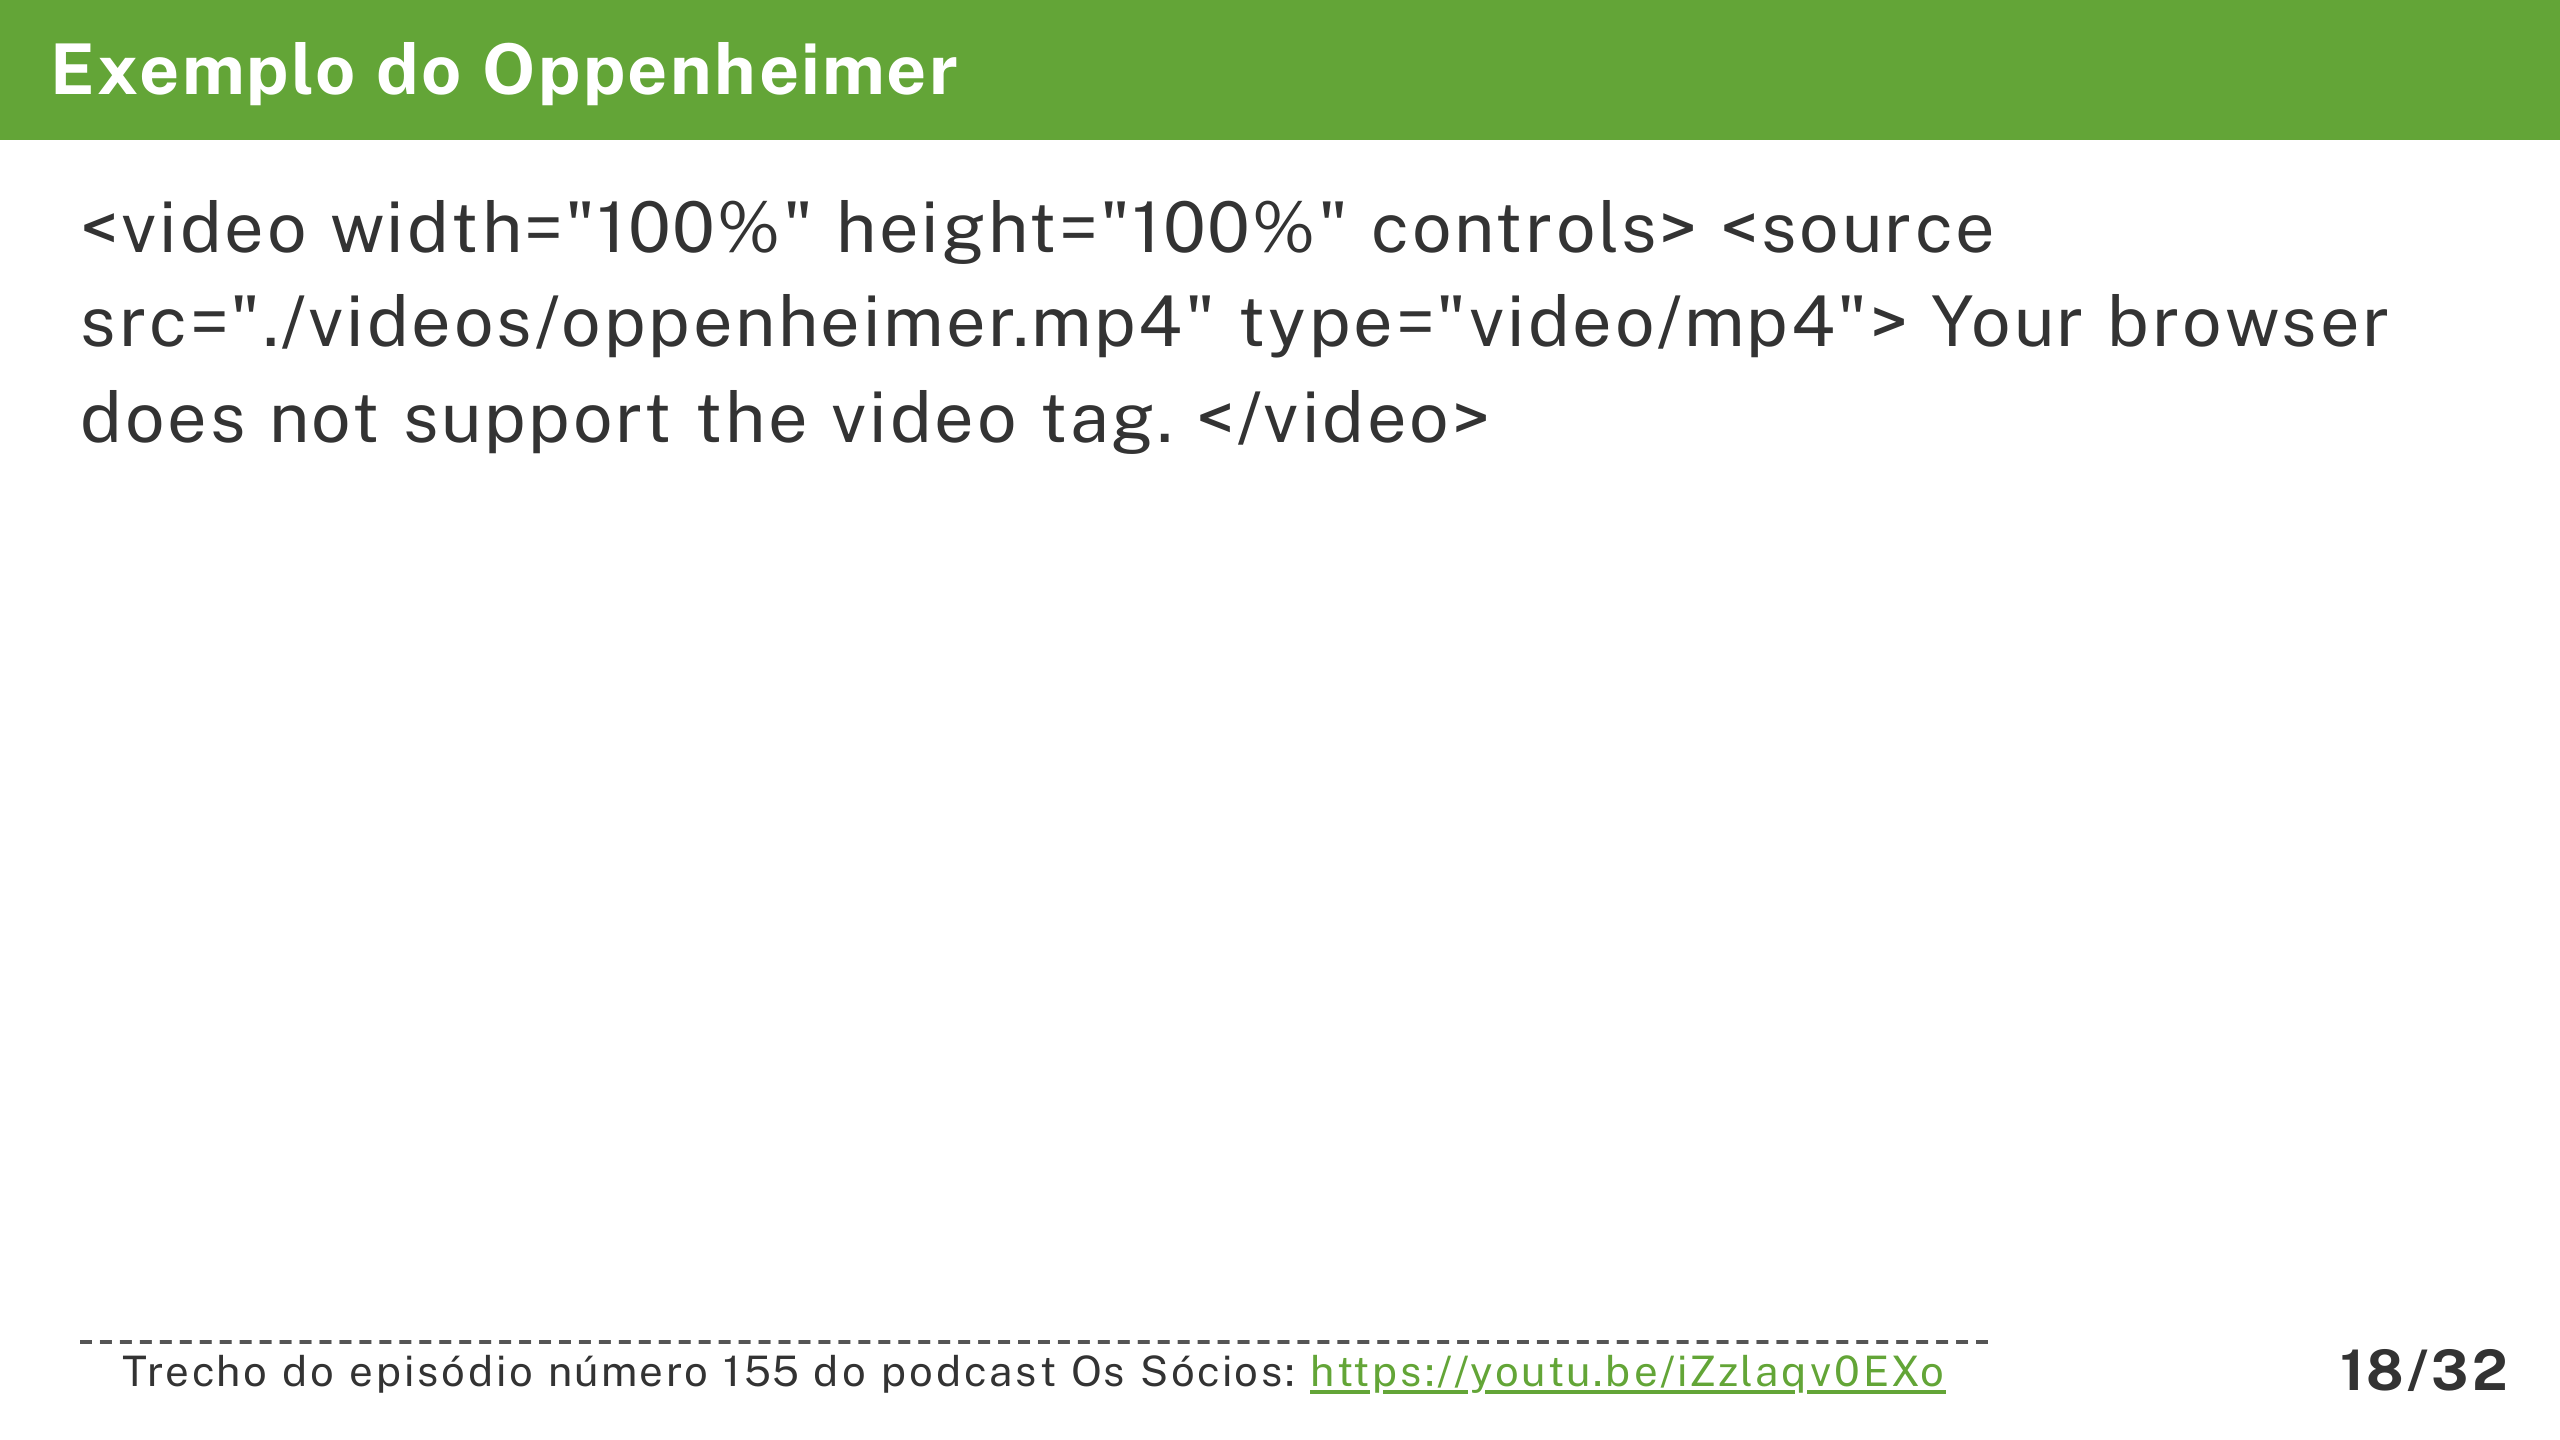 Exemplo do Oppenheimer
<video width="100%" height="100%" controls> <source
src="./videos/oppenheimer.mp4" type="video/mp4"> Your browser
does not support the video tag. </video>
Trecho do episódio número 155 do podcast Os Sócios: https://youtu.be/iZzlaqv0EXo
18/32